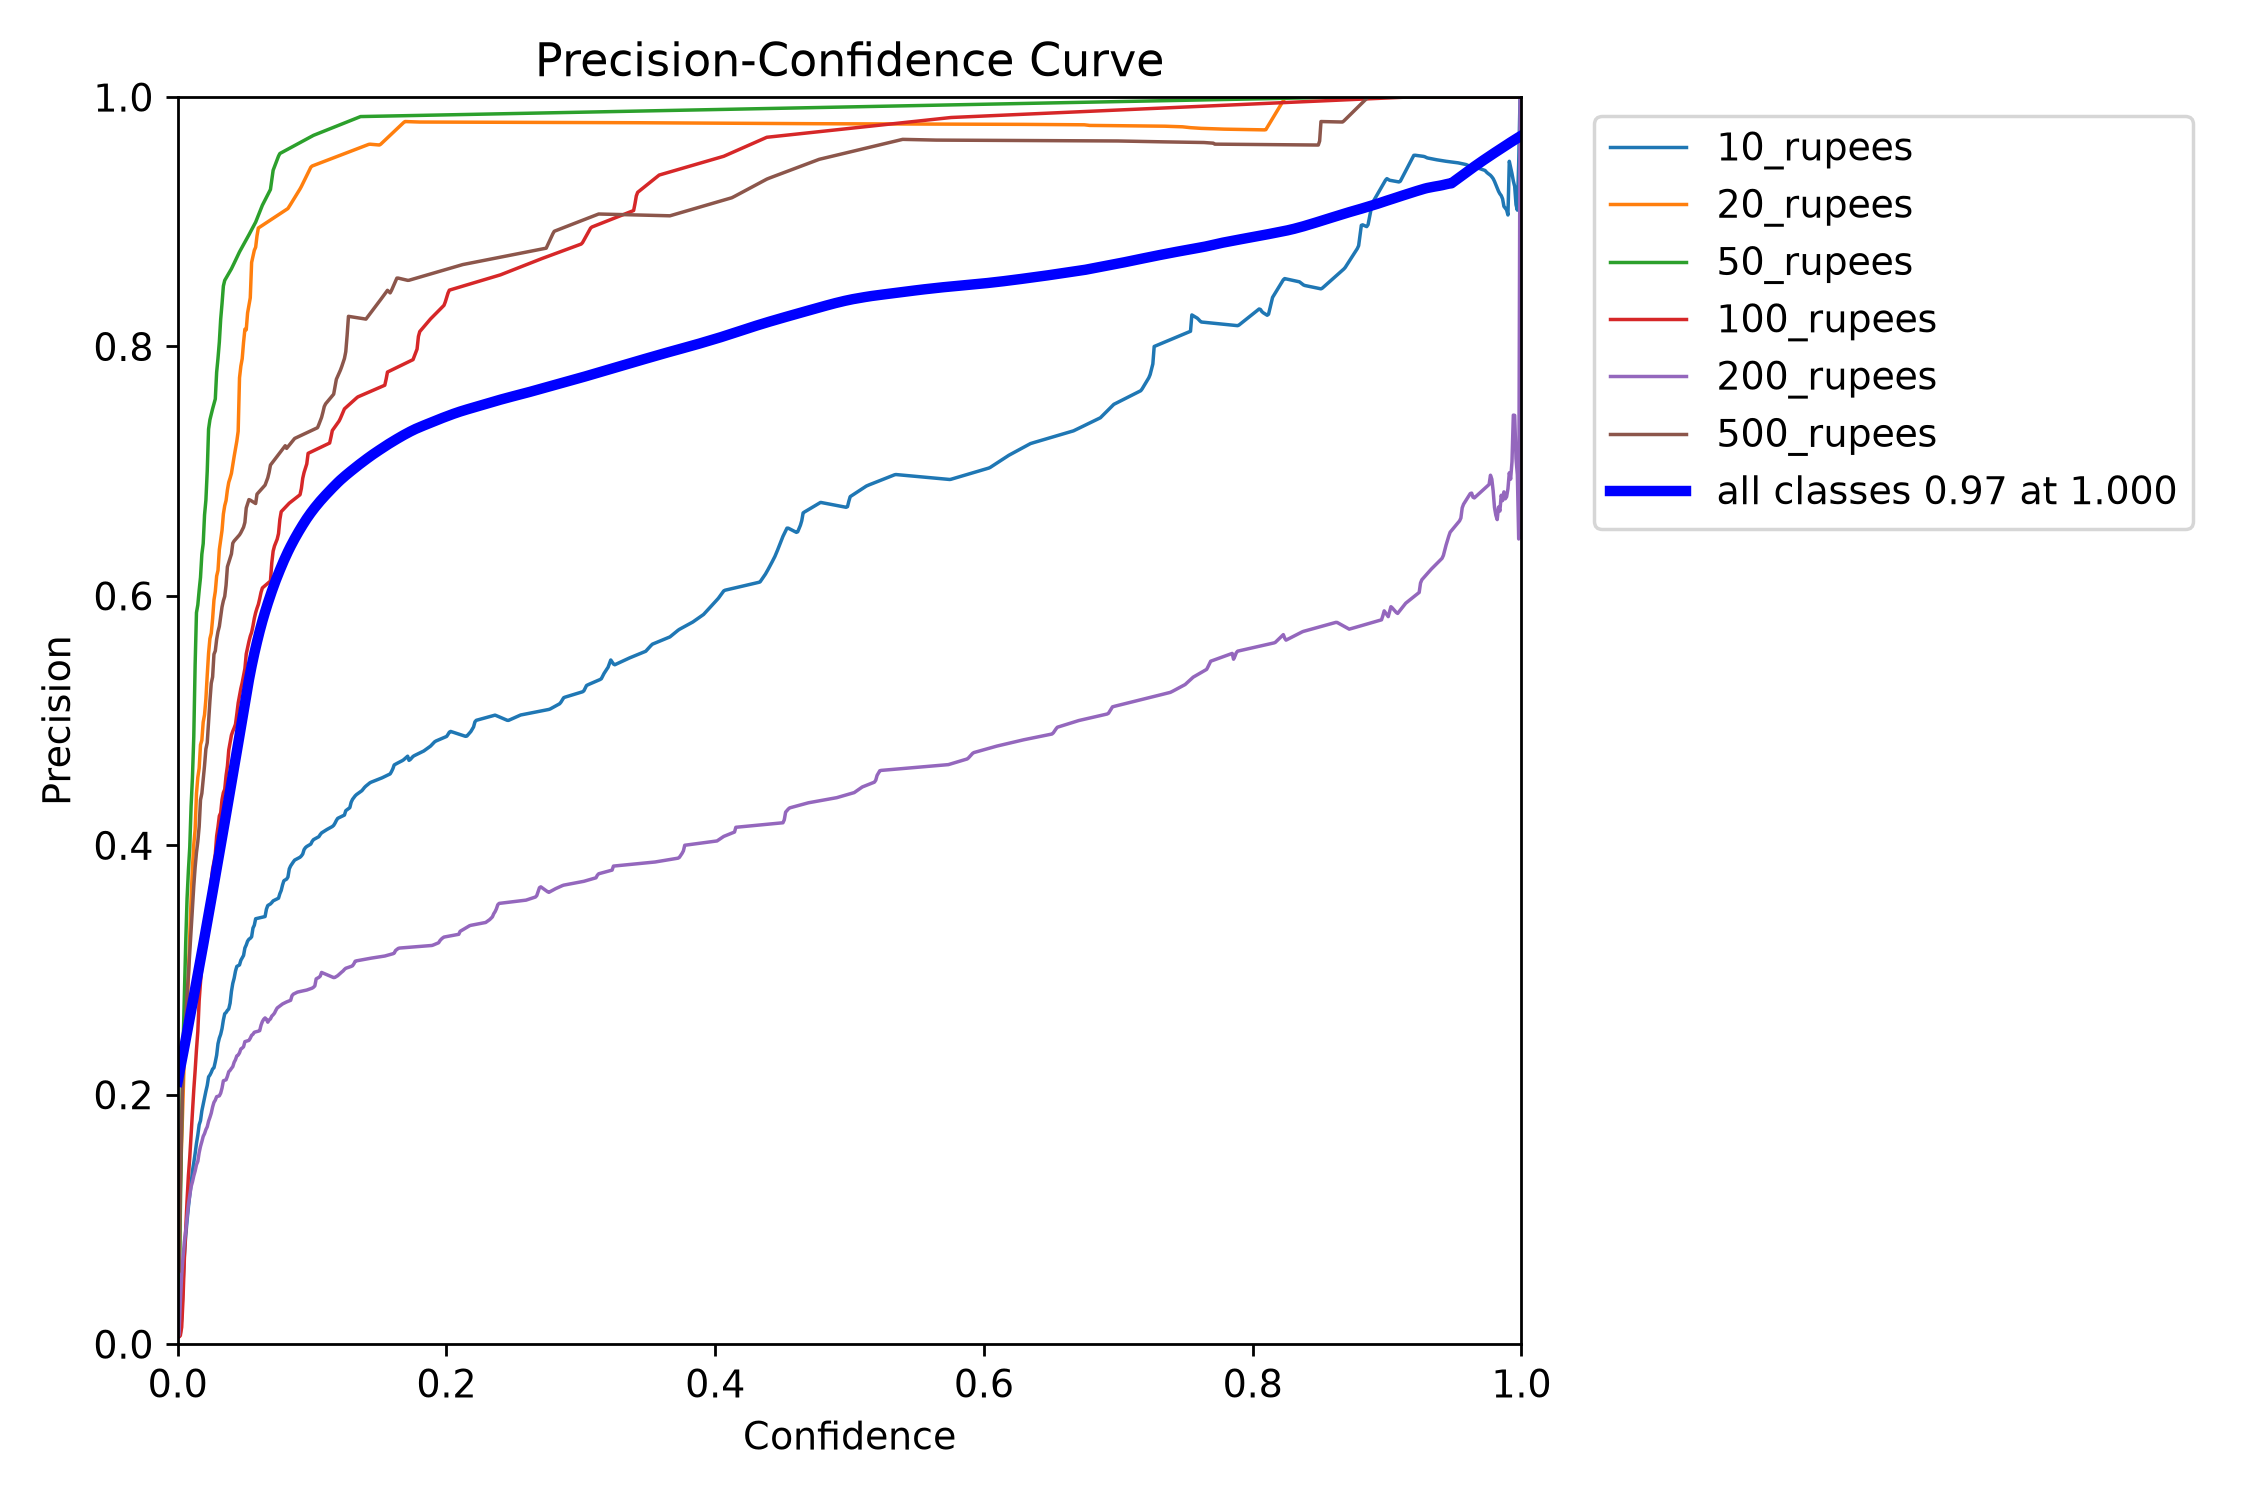 Precision-Confidence Curve
1.0
0.8
0.6
0.4
0.2
0.0
Precision
0.0 0.2 0.4 0.6 0.8 1.0
Confidence
10_rupees
20_rupees
50_rupees
100_rupees
200_rupees
500_rupees
all classes 0.97 at 1.000